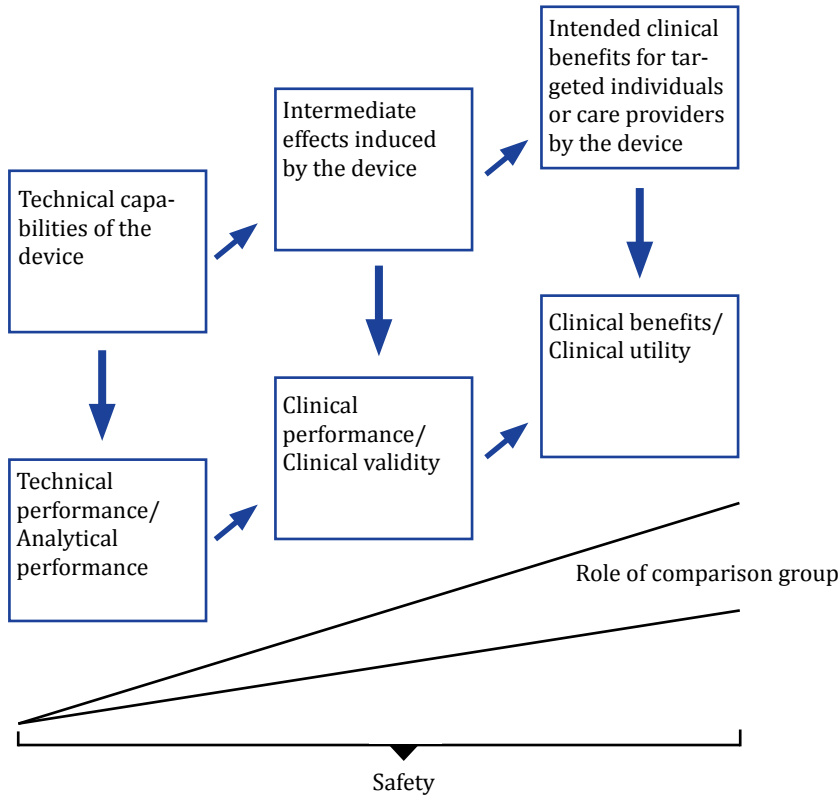 Technical capa-
bilities of the
device
Intermediate
effects induced
by the device
Intended clinical
benefits for tar-
geted individuals
or care providers
by the device
Technical
performance/
Analytical
performance
Clinical
performance/
Clinical validity
Clinical benefits/
Clinical utility
Role of comparison group
Safety